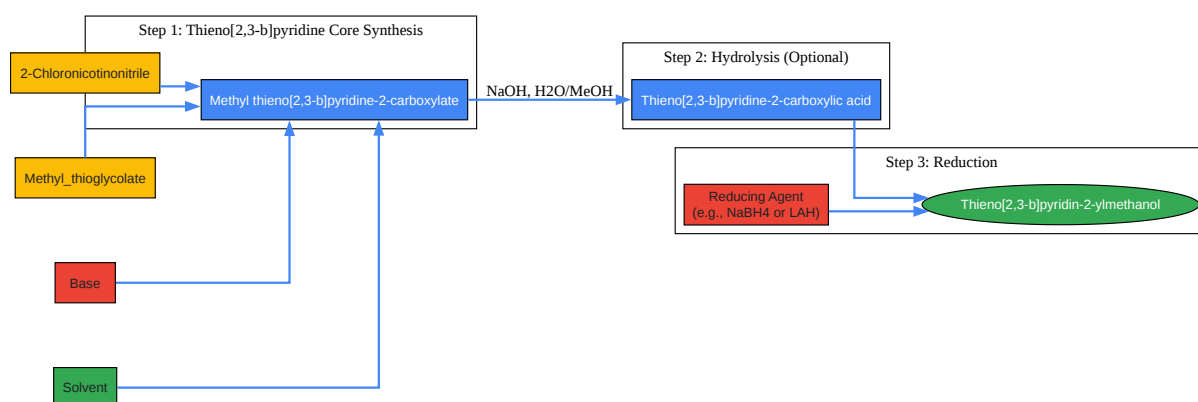 Step 1: Thieno[2,3-b]pyridine Core Synthesis
2-Chloronicotinonitrile
Methyl thieno[2,3-b]pyridine-2-carboxylate
Methyl_thioglycolate
Base
Solvent
NaOH, H2O/MeOH
Step 2: Hydrolysis (Optional)
Thieno[2,3-b]pyridine-2-carboxylic acid
Step 3: Reduction
Reducing Agent
(e.g., NaBH4 or LAH)
Thieno[2,3-b]pyridin-2-ylmethanol